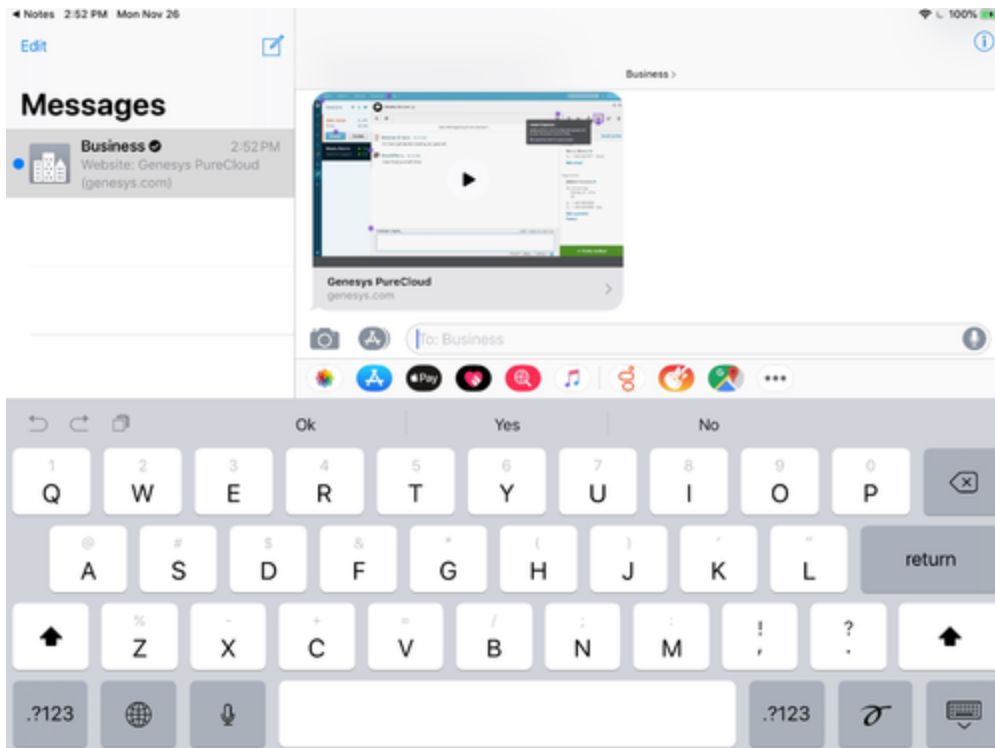 Notes 2:52 PM Mon Nov 26
100%
Edit
Messages
Business
2:52 PM
Website: Genesys PureCloud
(genesys.com)
Business >
Genesys PureCloud
genesys.com
To: Business
Pay
Ok Yes No
1 2 3 4 5 6 7 8 9 0
Q W E R T Y U I O P
@ # $ & * ( ) ' "
A S D F G H J K L
return
% - + = / ; : ! ?
Z X C V B N M , .
.?123
.?123